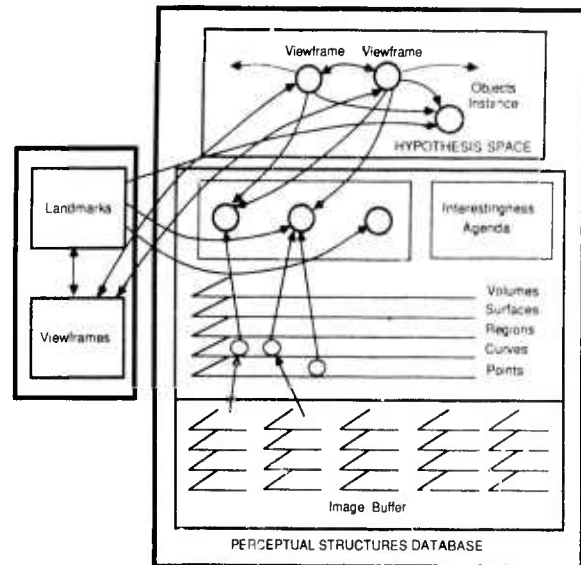 Viewframe Viewframe
Objects
Instance
HYPOTHESIS SPACE
Landmarks
Viewframes
Interestingness
Agenda
Volumes
Surfaces
Regions
Curves
Points
Image Buffer
PERCEPTUAL STRUCTURES DATABASE